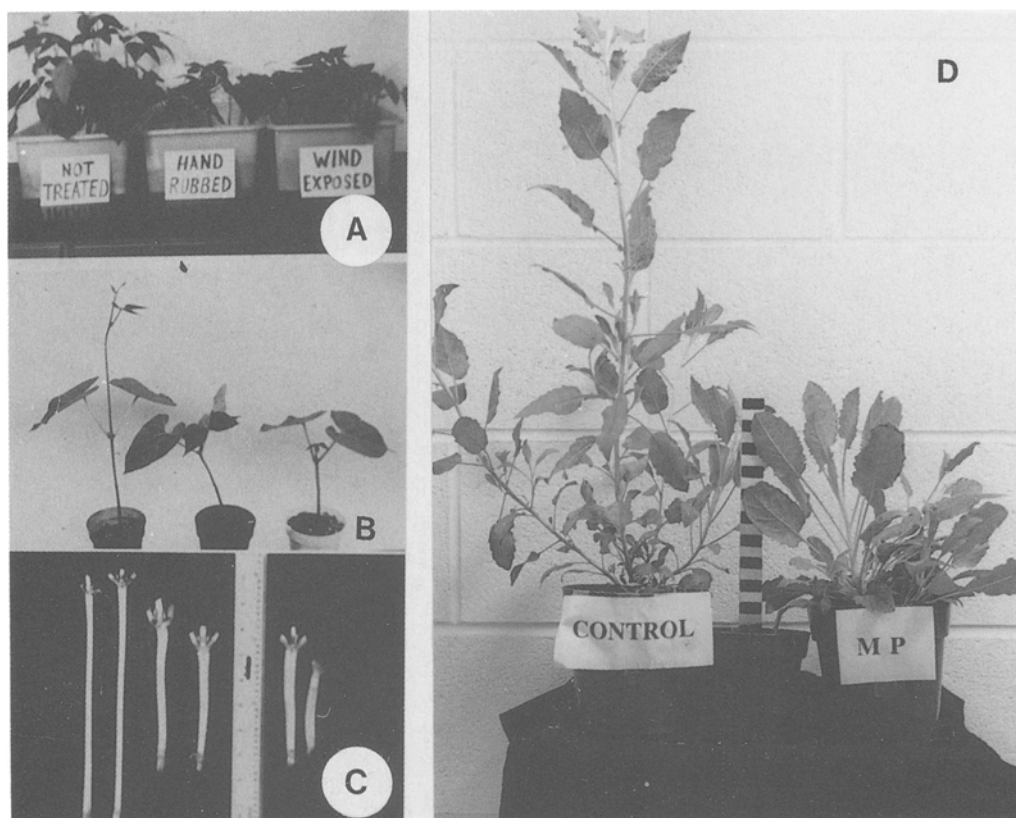 NOT
TREATED
HAND
RUBBED
WIND
EXPOSED
A
B
C
D
CONTROL
M P